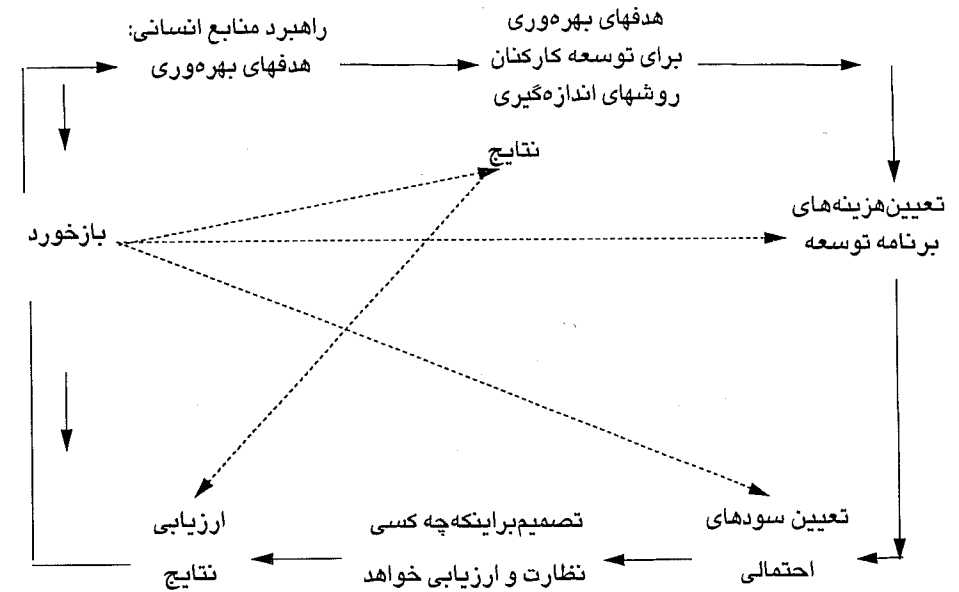 راهبرد منابع انسانی:
هدفهای بهره‌وری
هدفهای بهره‌وری
برای توسعه کارکنان
روشهای اندازه‌گیری
نتایج
تعیین‌هزینه‌های
برنامه توسعه
بازخورد
تعیین سودهای
احتمالی
تصمیم‌براینکه‌چه کسی
نظارت و ارزیابی خواهد
ارزیابی
نتایج